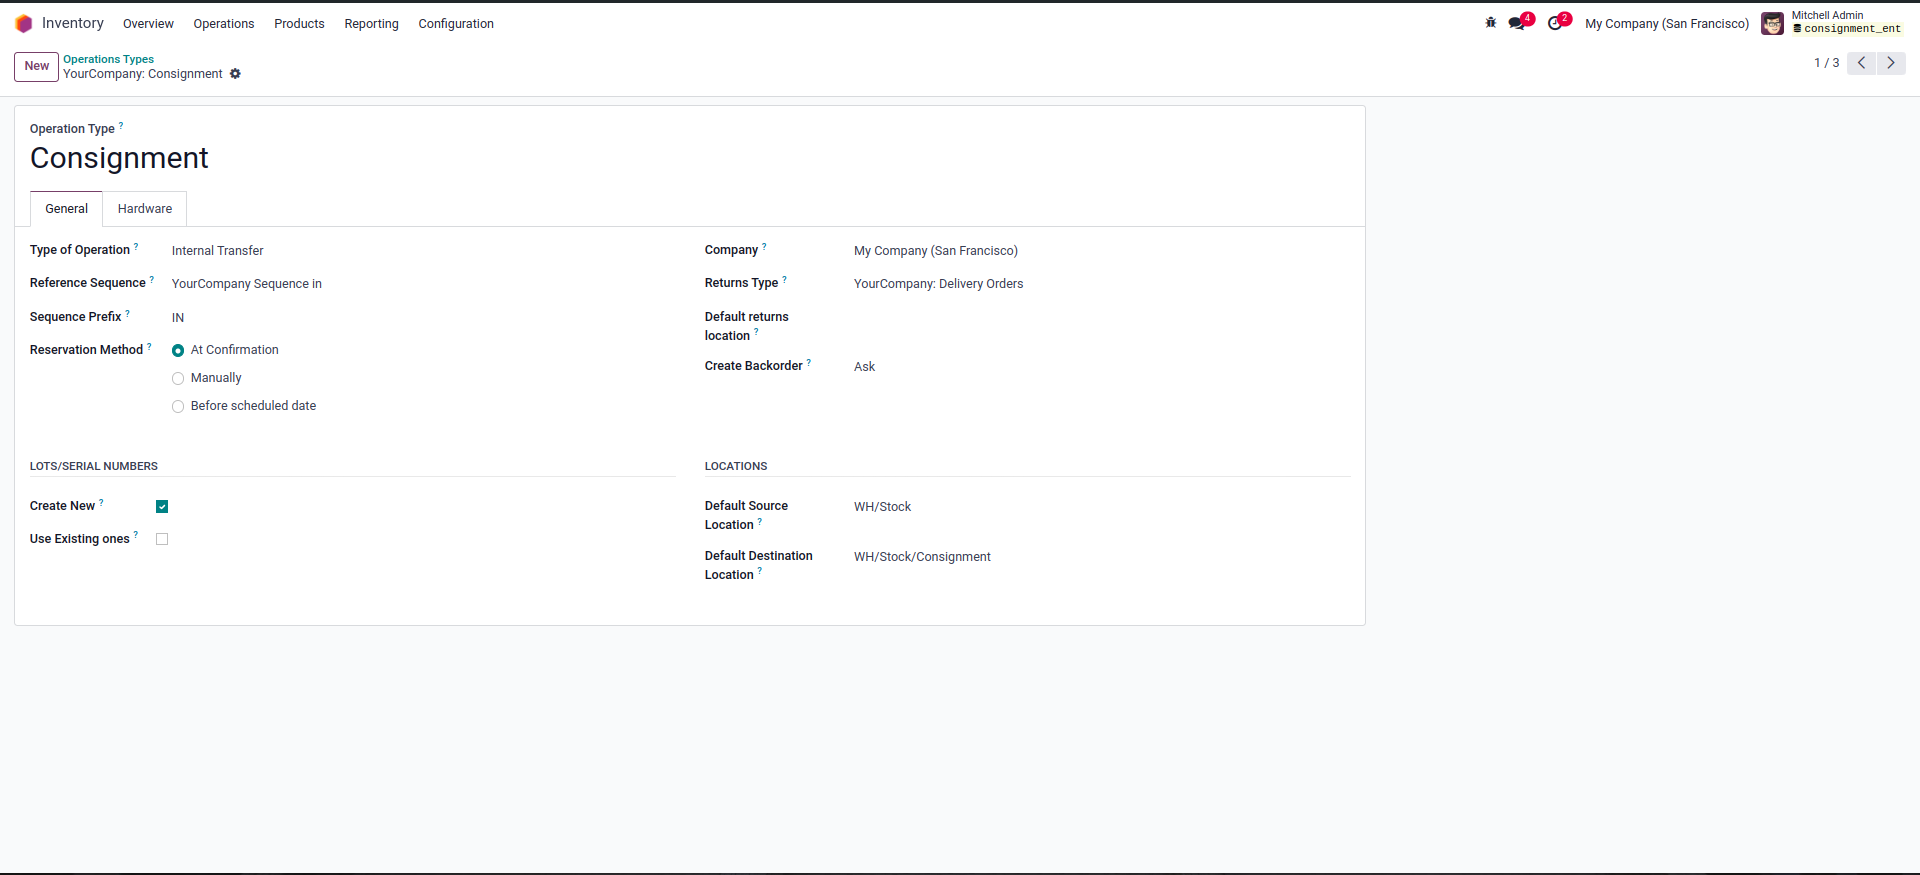 Inventory Overview Operations Products Reporting Configuration 4 2 My Company (San Francisco) Mitchell Admin
consignment_ent
New Operations Types
YourCompany: Consignment
1 / 3
Operation Type ?
Consignment
General Hardware
Type of Operation ? Internal Transfer
Company ? My Company (San Francisco)
Reference Sequence ? YourCompany Sequence in
Returns Type ? YourCompany: Delivery Orders
Sequence Prefix ? IN
Default returns
location ?
Reservation Method ? At Confirmation
Manually
Before scheduled date
Create Backorder ? Ask
LOTS/SERIAL NUMBERS
Create New ?
Use Existing ones ?
LOCATIONS
Default Source
Location ? WH/Stock
Default Destination
Location ? WH/Stock/Consignment